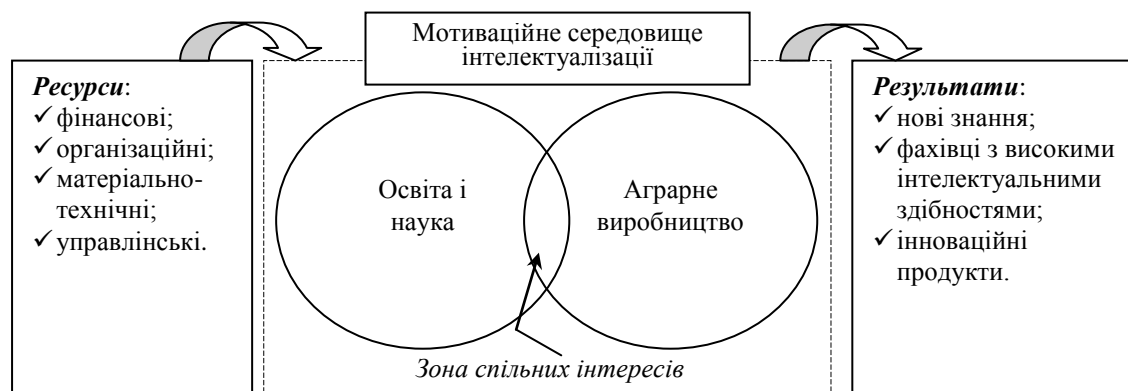 Мотиваційне середовище
інтелектуалізації
Ресурси:
✓ фінансові;
✓ організаційні;
✓ матеріально-
технічні;
✓ управлінські.
Освіта і
наука
Аграрне
виробництво
Зона спільних інтересів
Результати:
✓ нові знання;
✓ фахівці з високими
інтелектуальними
здібностями;
✓ інноваційні
продукти.